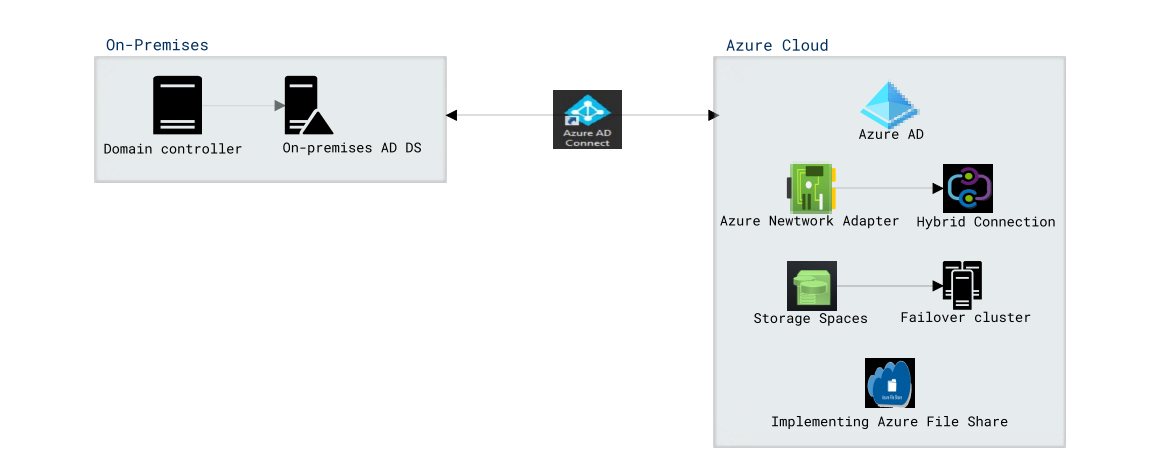 On-Premises
Azure Cloud
Azure AD
Connect
Azure AD
Domain controller
On-premises AD DS
Azure Newtwork Adapter
Hybrid Connection
Storage Spaces
Failover cluster
Azure File Share
Implementing Azure File Share